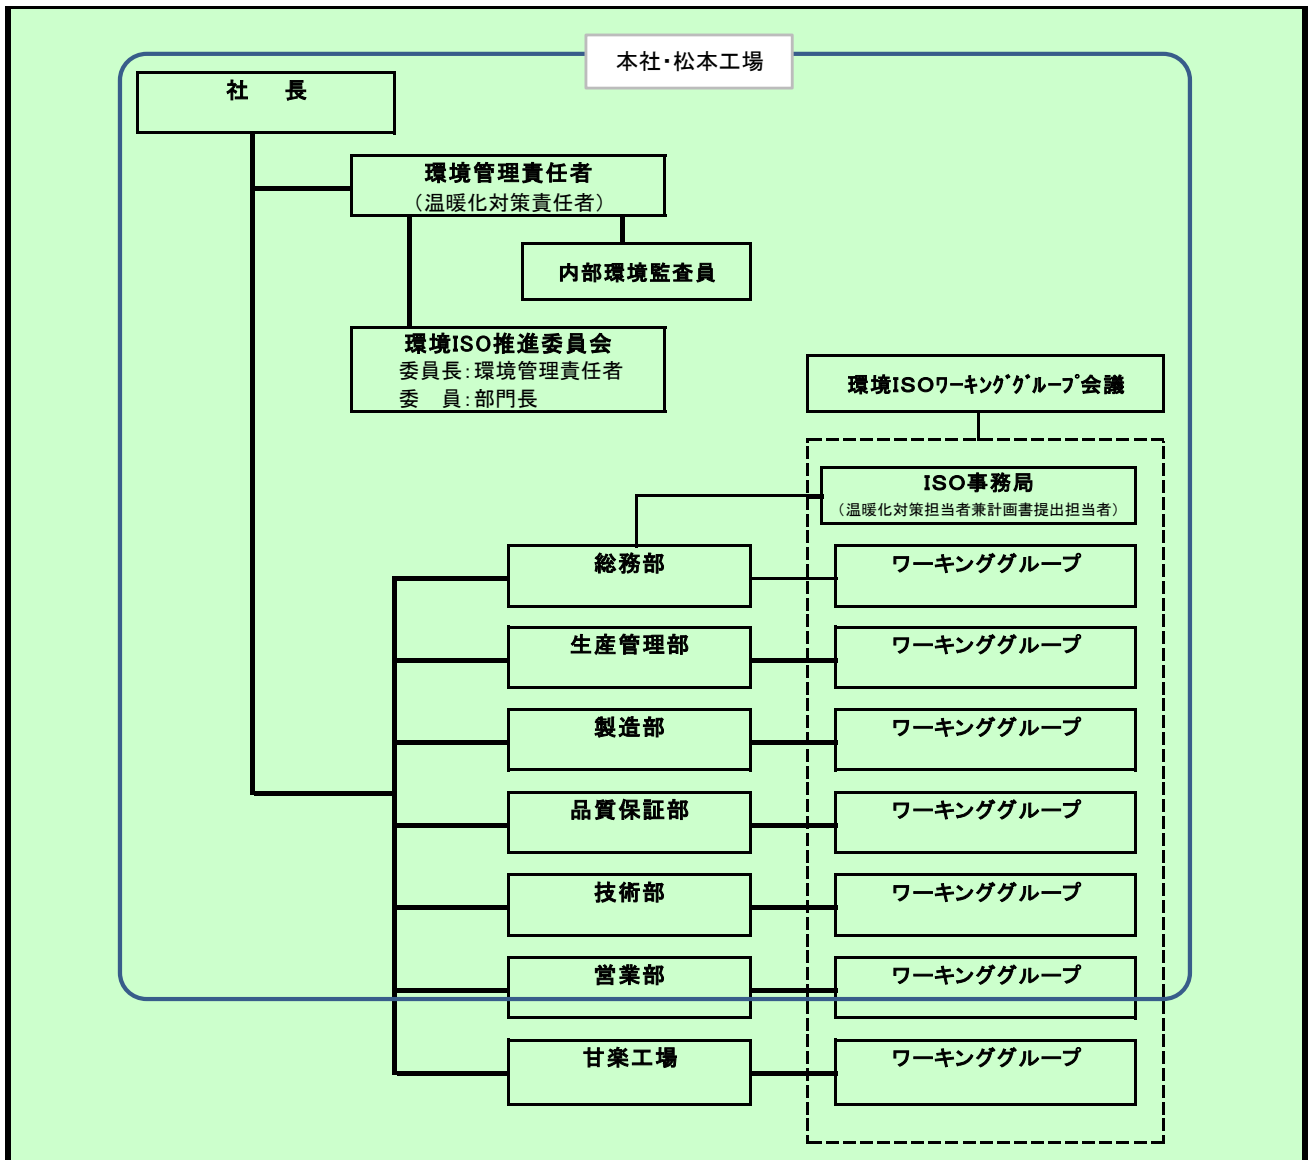 本社・松本工場
社　長
環境管理責任者
（温暖化対策責任者）
内部環境監査員
環境ISO推進委員会
委員長：環境管理責任者
委　員：部門長
環境ISOﾜｰｷﾝｸﾞｸﾞﾙｰﾌﾟ会議
ISO事務局
（温暖化対策担当者兼計画書提出担当者）
総務部
ワーキンググループ
生産管理部
ワーキンググループ
製造部
ワーキンググループ
品質保証部
ワーキンググループ
技術部
ワーキンググループ
営業部
ワーキンググループ
甘楽工場
ワーキンググループ